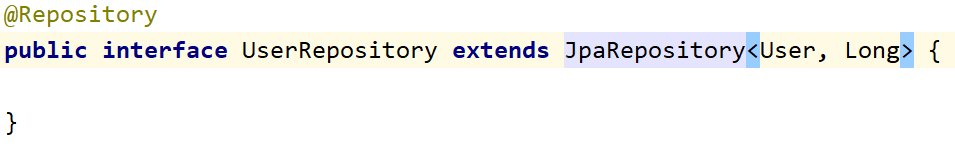 @Repository
public interface UserRepository extends JpaRepository<User, Long> {
}